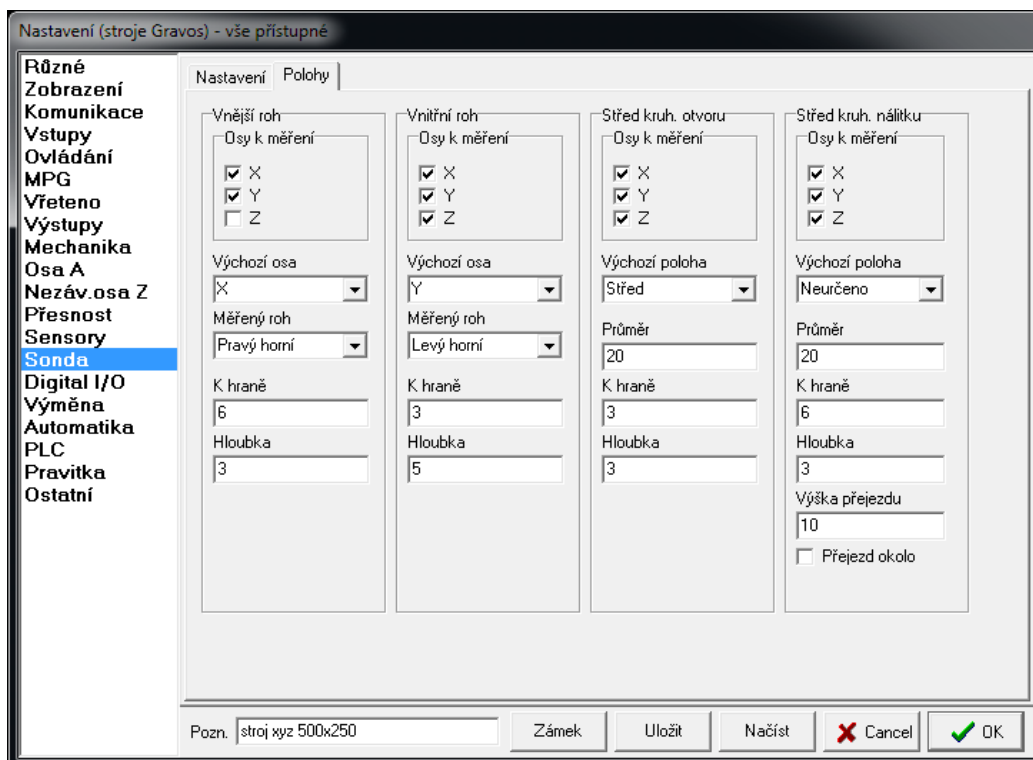 Nastavení (stroje Gravos) - vše přístupné
Různé
Zobrazení
Komunikace
Vstupy
Ovládání
MPG
Vřeteno
Výstupy
Mechanika
Osa A
Nezáv.osa Z
Přesnost
Sensory
Sonda
Digital I/O
Výměna
Automatika
PLC
Pravitka
Ostatní
Nastavení
Polohy
Vnější roh
Osy k měření
X
Y
Z
Výchozí osa
X
Měřený roh
Pravý horní
K hraně
6
Hloubka
3
Vnitřní roh
Osy k měření
X
Y
Z
Výchozí osa
Y
Měřený roh
Levý horní
K hraně
3
Hloubka
5
Střed kruh. otvoru
Osy k měření
X
Y
Z
Výchozí poloha
Střed
Průměr
20
K hraně
3
Hloubka
3
Střed kruh. nálitku
Osy k měření
X
Y
Z
Výchozí poloha
Neurčeno
Průměr
20
K hraně
6
Hloubka
3
Výška přejezdu
10
Přejezd okolo
Pozn. stroj xyz 500x250
Zámek
Uložit
Načíst
Cancel
OK